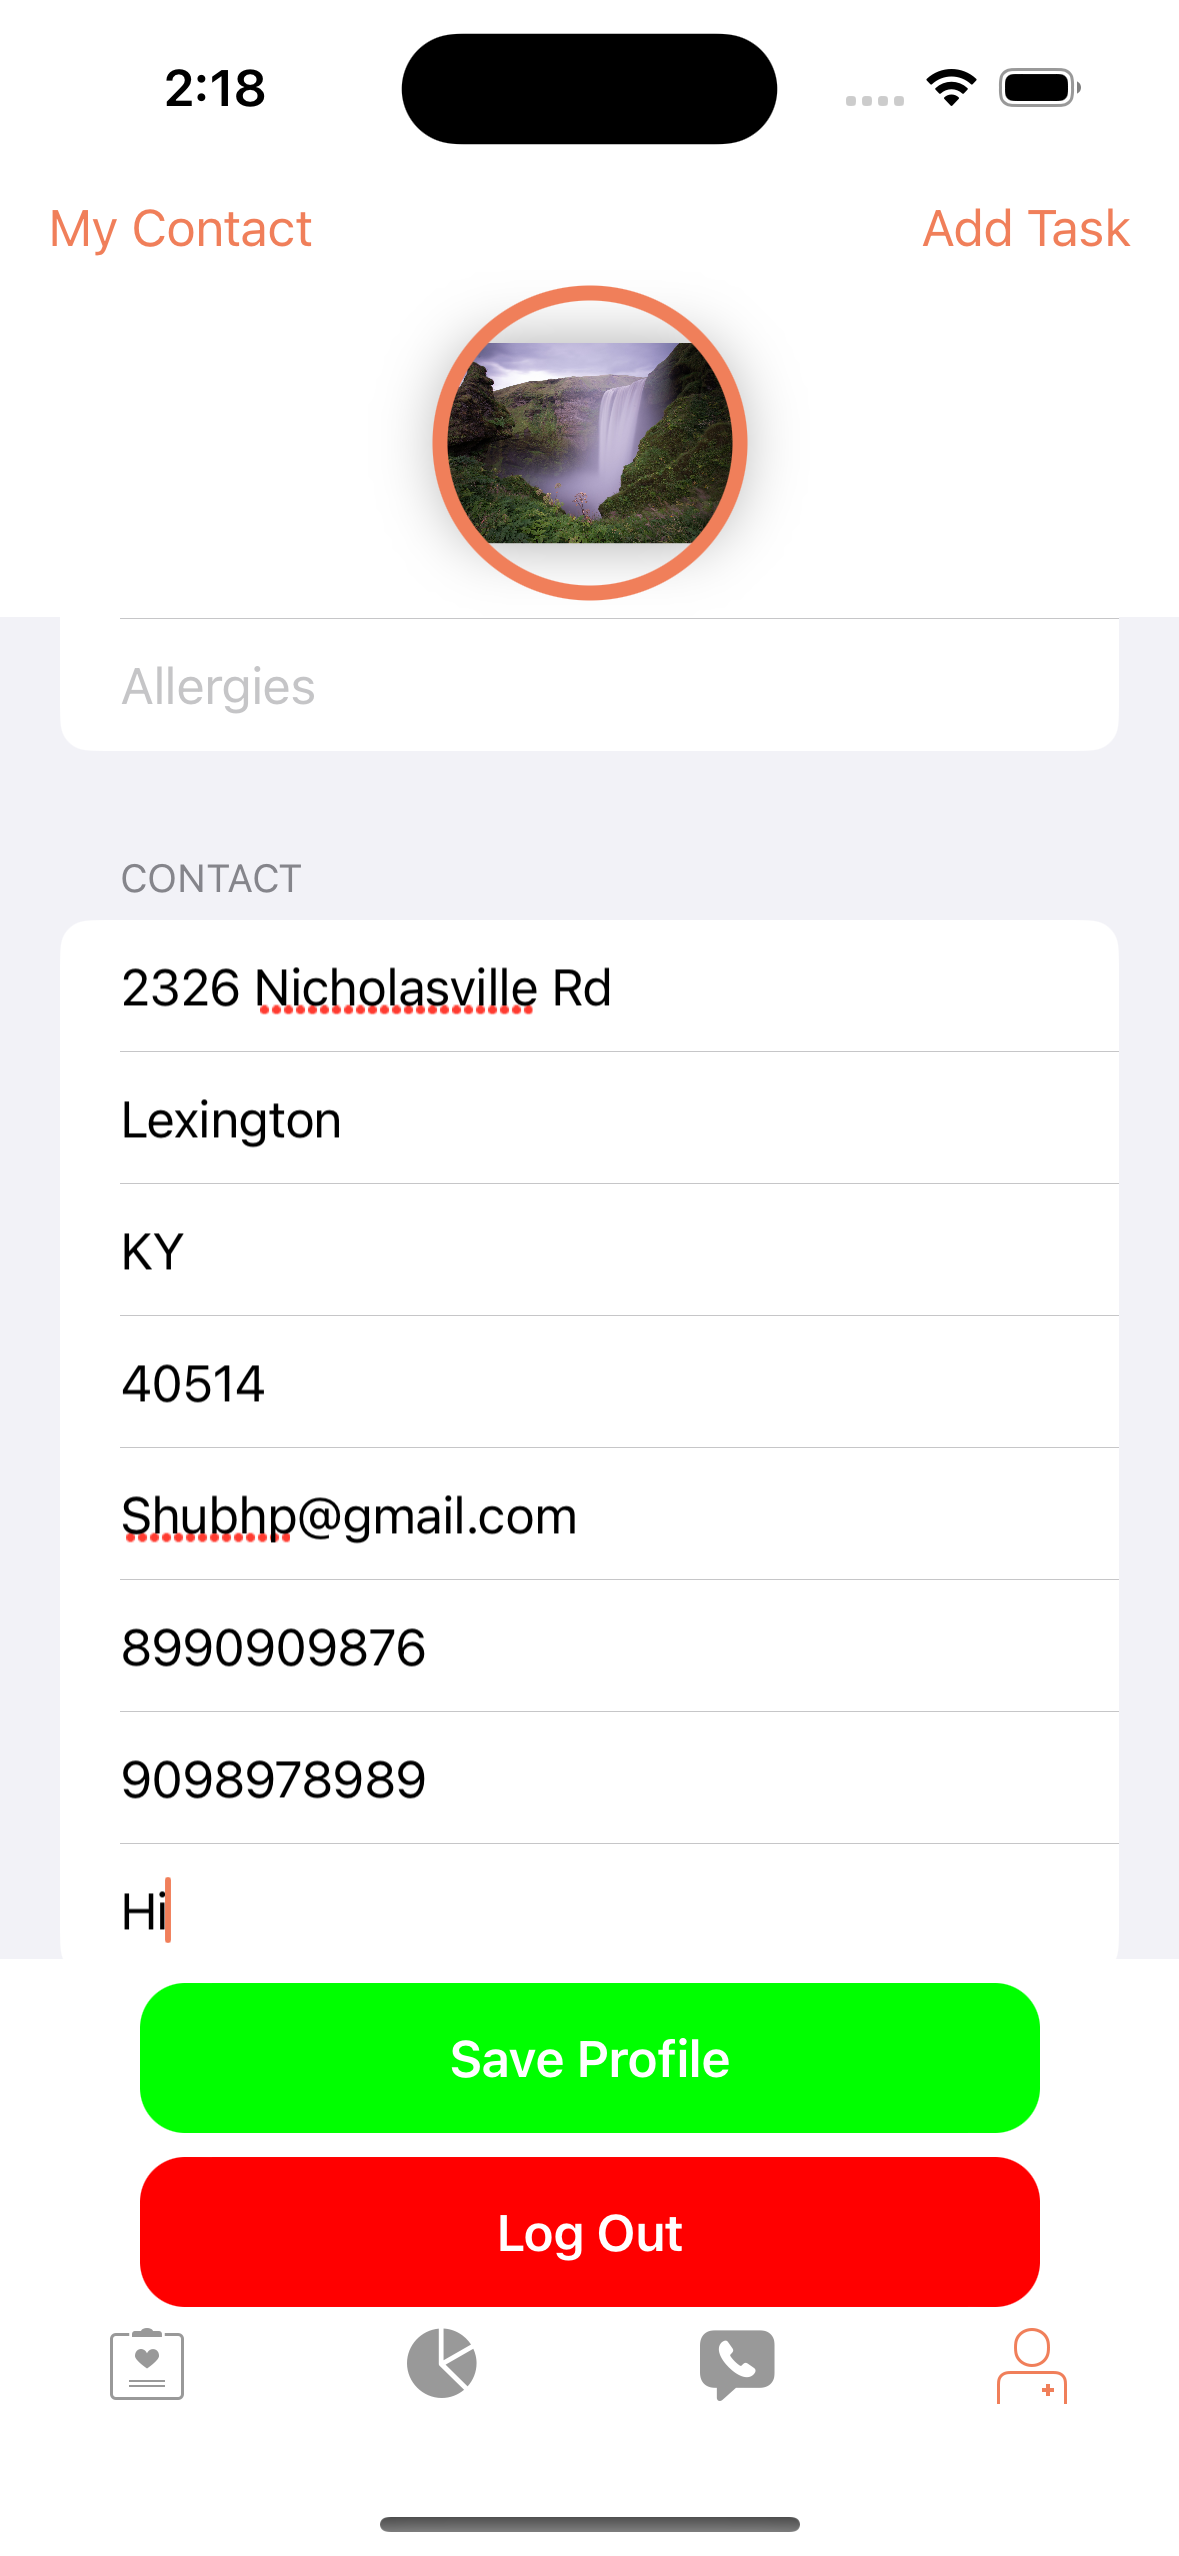 2:18
My Contact
Add Task
Allergies
CONTACT
2326 Nicholasville Rd
Lexington
KY
40514
Shubhp@gmail.com
8990909876
9098978989
Hi
Save Profile
Log Out